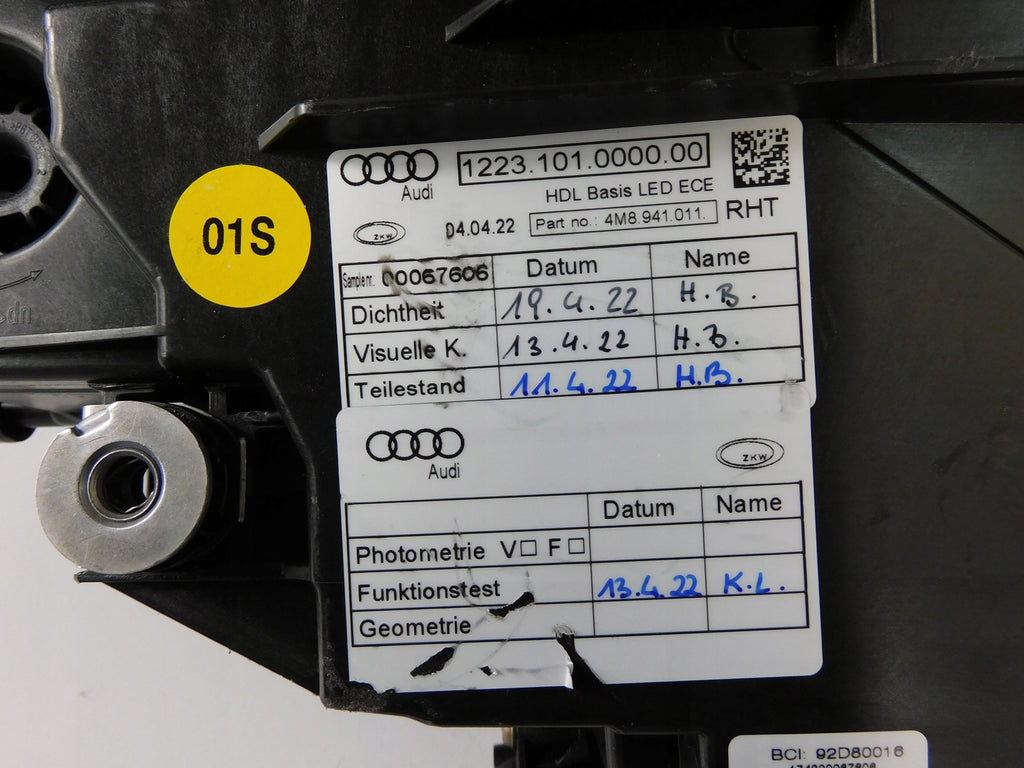 1223.101.0000.00
Audi
HDL Basis LED ECE
ZKW
04.04.22 Part no.: 4M8.941.011. RHT
01S
Sample nr.: 00067606 Datum Name
Dichtheit 19.4.22 H.B.
Visuelle K. 13.4.22 H.B.
Teilestand 11.4.22 H.B.
Audi
ZKW
Datum Name
Photometrie V☐ F☐
Funktionstest 13.4.22 K.L.
Geometrie
BCI: 92D80016